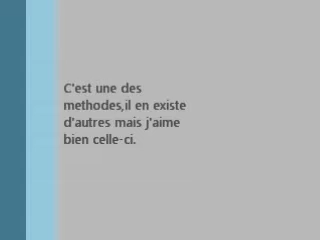 C'est une des
methodes,il en existe
d'autres mais j'aime
bien celle-ci.